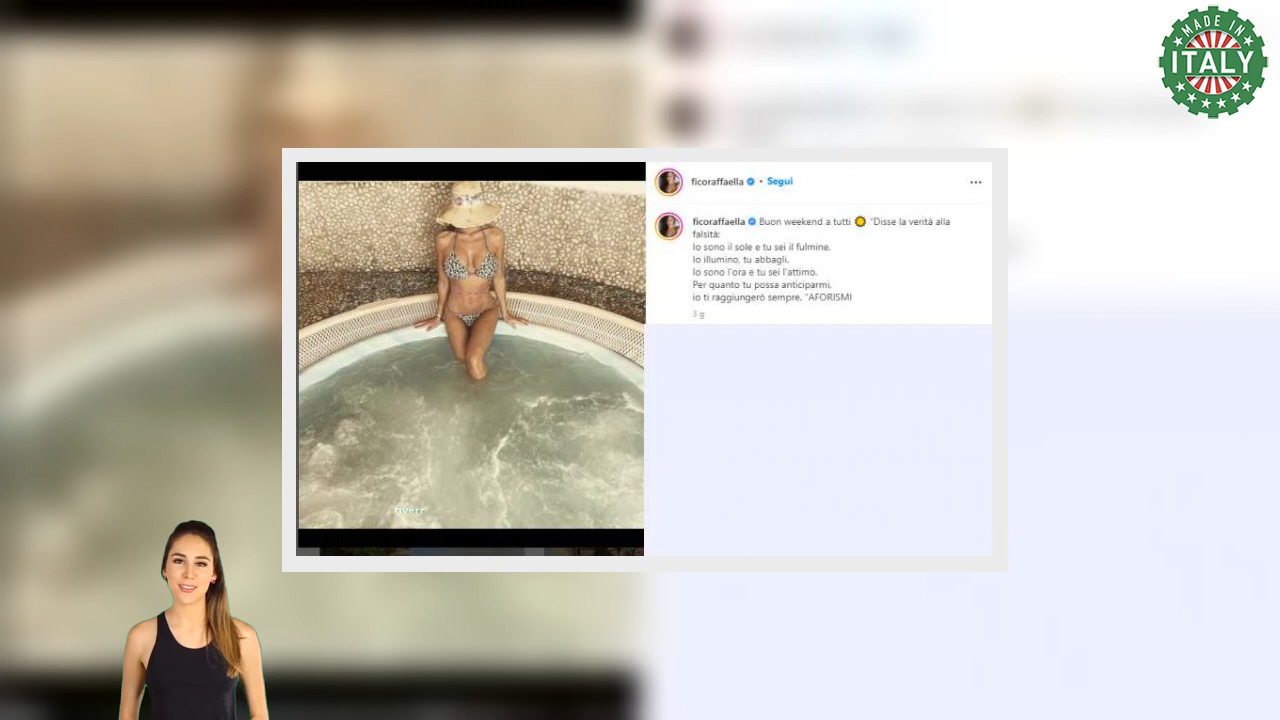 MADE IN
ITALY
ficoraffaella • Segui
ficoraffaella Buon weekend a tutti 🌞 "Disse la verità alla
falsità:
Io sono il sole e tu sei il fulmine.
Io illumino, tu abbagli.
Io sono l'ora e tu sei l'attimo.
Per quanto tu possa anticiparmi,
io ti raggiungerò sempre. "AFORISMI
3 g
fiverr